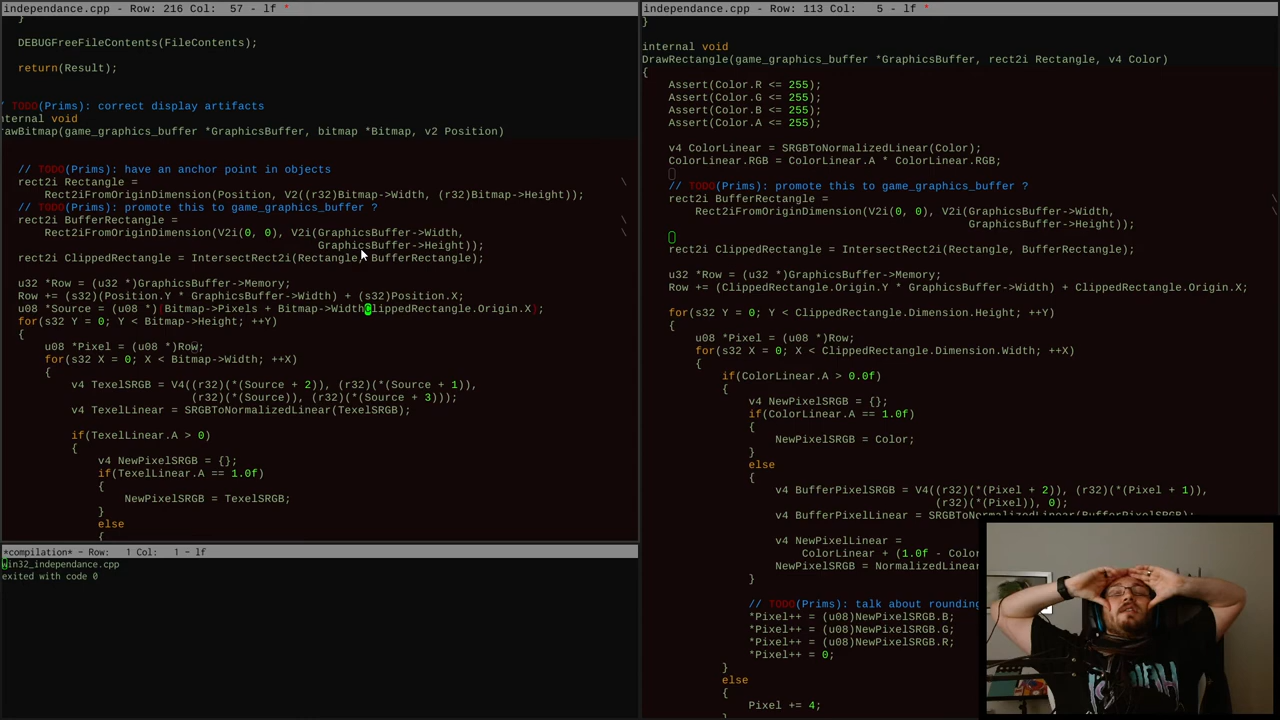 independance.cpp - Row: 216 Col:  57 - lf *
}
DEBUGFreeFileContents(FileContents);
return(Result);
/ TODO(Prims): correct display artifacts
nternal void
rawBitmap(game_graphics_buffer *GraphicsBuffer, bitmap *Bitmap, v2 Position)
// TODO(Prims): have an anchor point in objects
rect2i Rectangle = \
Rect2iFromOriginDimension(Position, V2((r32)Bitmap->Width, (r32)Bitmap->Height));
// TODO(Prims): promote this to game_graphics_buffer ?
rect2i BufferRectangle = \
Rect2iFromOriginDimension(V2i(0, 0), V2i(GraphicsBuffer->Width, \
GraphicsBuffer->Height));
rect2i ClippedRectangle = IntersectRect2i(Rectangle, BufferRectangle);
u32 *Row = (u32 *)GraphicsBuffer->Memory;
Row += (s32)(Position.Y * GraphicsBuffer->Width) + (s32)Position.X;
u08 *Source = (u08 *)(Bitmap->Pixels + Bitmap->WidthClippedRectangle.Origin.X);
for(s32 Y = 0; Y < Bitmap->Height; ++Y)
{
u08 *Pixel = (u08 *)Row;
for(s32 X = 0; X < Bitmap->Width; ++X)
{
v4 TexelSRGB = V4((r32)(*(Source + 2)), (r32)(*(Source + 1)),
(r32)(*(Source)), (r32)(*(Source + 3)));
v4 TexelLinear = SRGBToNormalizedLinear(TexelSRGB);
if(TexelLinear.A > 0)
{
v4 NewPixelSRGB = {};
if(TexelLinear.A == 1.0f)
{
NewPixelSRGB = TexelSRGB;
}
else
{
*compilation* - Row:   1 Col:   1 - lf
win32_independance.cpp
exited with code 0
independance.cpp - Row: 113 Col:   5 - lf *
}
internal void
DrawRectangle(game_graphics_buffer *GraphicsBuffer, rect2i Rectangle, v4 Color)
{
Assert(Color.R <= 255);
Assert(Color.G <= 255);
Assert(Color.B <= 255);
Assert(Color.A <= 255);
v4 ColorLinear = SRGBToNormalizedLinear(Color);
ColorLinear.RGB = ColorLinear.A * ColorLinear.RGB;
// TODO(Prims): promote this to game_graphics_buffer ?
rect2i BufferRectangle = \
Rect2iFromOriginDimension(V2i(0, 0), V2i(GraphicsBuffer->Width, \
GraphicsBuffer->Height));
rect2i ClippedRectangle = IntersectRect2i(Rectangle, BufferRectangle);
u32 *Row = (u32 *)GraphicsBuffer->Memory;
Row += (ClippedRectangle.Origin.Y * GraphicsBuffer->Width) + ClippedRectangle.Origin.X;
for(s32 Y = 0; Y < ClippedRectangle.Dimension.Height; ++Y)
{
u08 *Pixel = (u08 *)Row;
for(s32 X = 0; X < ClippedRectangle.Dimension.Width; ++X)
{
if(ColorLinear.A > 0.0f)
{
v4 NewPixelSRGB = {};
if(ColorLinear.A == 1.0f)
{
NewPixelSRGB = Color;
}
else
{
v4 BufferPixelSRGB = V4((r32)(*(Pixel + 2)), (r32)(*(Pixel + 1)),
(r32)(*(Pixel)), 0);
v4 BufferPixelLinear = SRGBToNormalizedLinear(BufferPixelSRGB);
v4 NewPixelLinear =
ColorLinear + (1.0f - Color
NewPixelSRGB = NormalizedLinear
}
// TODO(Prims): talk about rounding
*Pixel++ = (u08)NewPixelSRGB.B;
*Pixel++ = (u08)NewPixelSRGB.G;
*Pixel++ = (u08)NewPixelSRGB.R;
*Pixel++ = 0;
}
else
{
Pixel += 4;